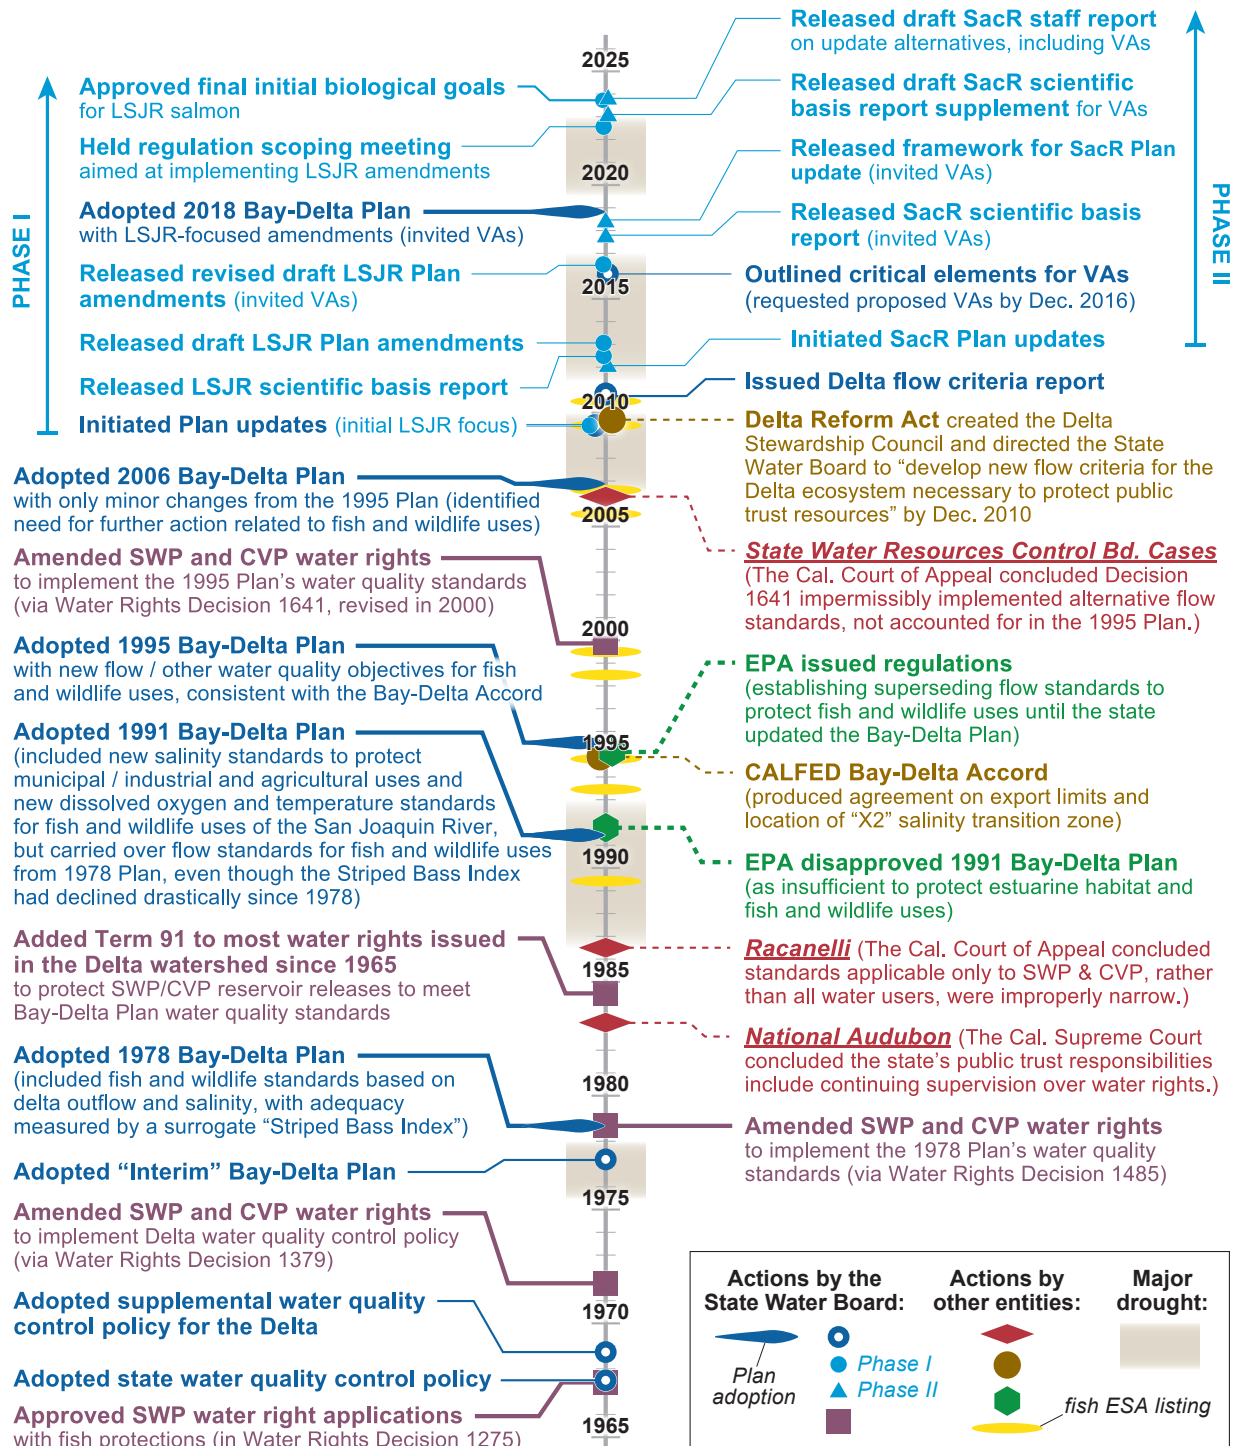 PHASE I
Approved final initial biological goals
for LSJR salmon
Held regulation scoping meeting
aimed at implementing LSJR amendments
Adopted 2018 Bay-Delta Plan
with LSJR-focused amendments (invited VAs)
Released revised draft LSJR Plan
amendments (invited VAs)
Released draft LSJR Plan amendments
Released LSJR scientific basis report
Initiated Plan updates (initial LSJR focus)
Adopted 2006 Bay-Delta Plan
with only minor changes from the 1995 Plan (identified
need for further action related to fish and wildlife uses)
Amended SWP and CVP water rights
to implement the 1995 Plan's water quality standards
(via Water Rights Decision 1641, revised in 2000)
Adopted 1995 Bay-Delta Plan
with new flow / other water quality objectives for fish
and wildlife uses, consistent with the Bay-Delta Accord
Adopted 1991 Bay-Delta Plan
(included new salinity standards to protect
municipal / industrial and agricultural uses and
new dissolved oxygen and temperature standards
for fish and wildlife uses of the San Joaquin River,
but carried over flow standards for fish and wildlife uses
from 1978 Plan, even though the Striped Bass Index
had declined drastically since 1978)
Added Term 91 to most water rights issued
in the Delta watershed since 1965
to protect SWP/CVP reservoir releases to meet
Bay-Delta Plan water quality standards
Adopted 1978 Bay-Delta Plan
(included fish and wildlife standards based on
delta outflow and salinity, with adequacy
measured by a surrogate “Striped Bass Index”)
Adopted “Interim” Bay-Delta Plan
Amended SWP and CVP water rights
to implement Delta water quality control policy
(via Water Rights Decision 1379)
Adopted supplemental water quality
control policy for the Delta
Adopted state water quality control policy
Approved SWP water right applications
with fish protections (in Water Rights Decision 1275)
2025
2020
2015
2010
2005
2000
1995
1990
1985
1980
1975
1970
1965
Released draft SacR staff report
on update alternatives, including VAs
Released draft SacR scientific
basis report supplement for VAs
Released framework for SacR Plan
update (invited VAs)
Released SacR scientific basis
report (invited VAs)
Outlined critical elements for VAs
(requested proposed VAs by Dec. 2016)
Initiated SacR Plan updates
PHASE II
Issued Delta flow criteria report
Delta Reform Act created the Delta
Stewardship Council and directed the State
Water Board to “develop new flow criteria for the
Delta ecosystem necessary to protect public
trust resources” by Dec. 2010
State Water Resources Control Bd. Cases
(The Cal. Court of Appeal concluded Decision
1641 impermissibly implemented alternative flow
standards, not accounted for in the 1995 Plan.)
EPA issued regulations
(establishing superseding flow standards to
protect fish and wildlife uses until the state
updated the Bay-Delta Plan)
CALFED Bay-Delta Accord
(produced agreement on export limits and
location of “X2” salinity transition zone)
EPA disapproved 1991 Bay-Delta Plan
(as insufficient to protect estuarine habitat and
fish and wildlife uses)
Racanelli (The Cal. Court of Appeal concluded
standards applicable only to SWP & CVP, rather
than all water users, were improperly narrow.)
National Audubon (The Cal. Supreme Court
concluded the state's public trust responsibilities
include continuing supervision over water rights.)
Amended SWP and CVP water rights
to implement the 1978 Plan's water quality
standards (via Water Rights Decision 1485)
Actions by the
State Water Board:
Plan
adoption
Phase I
Phase II
Actions by
other entities:
fish ESA listing
Major
drought: